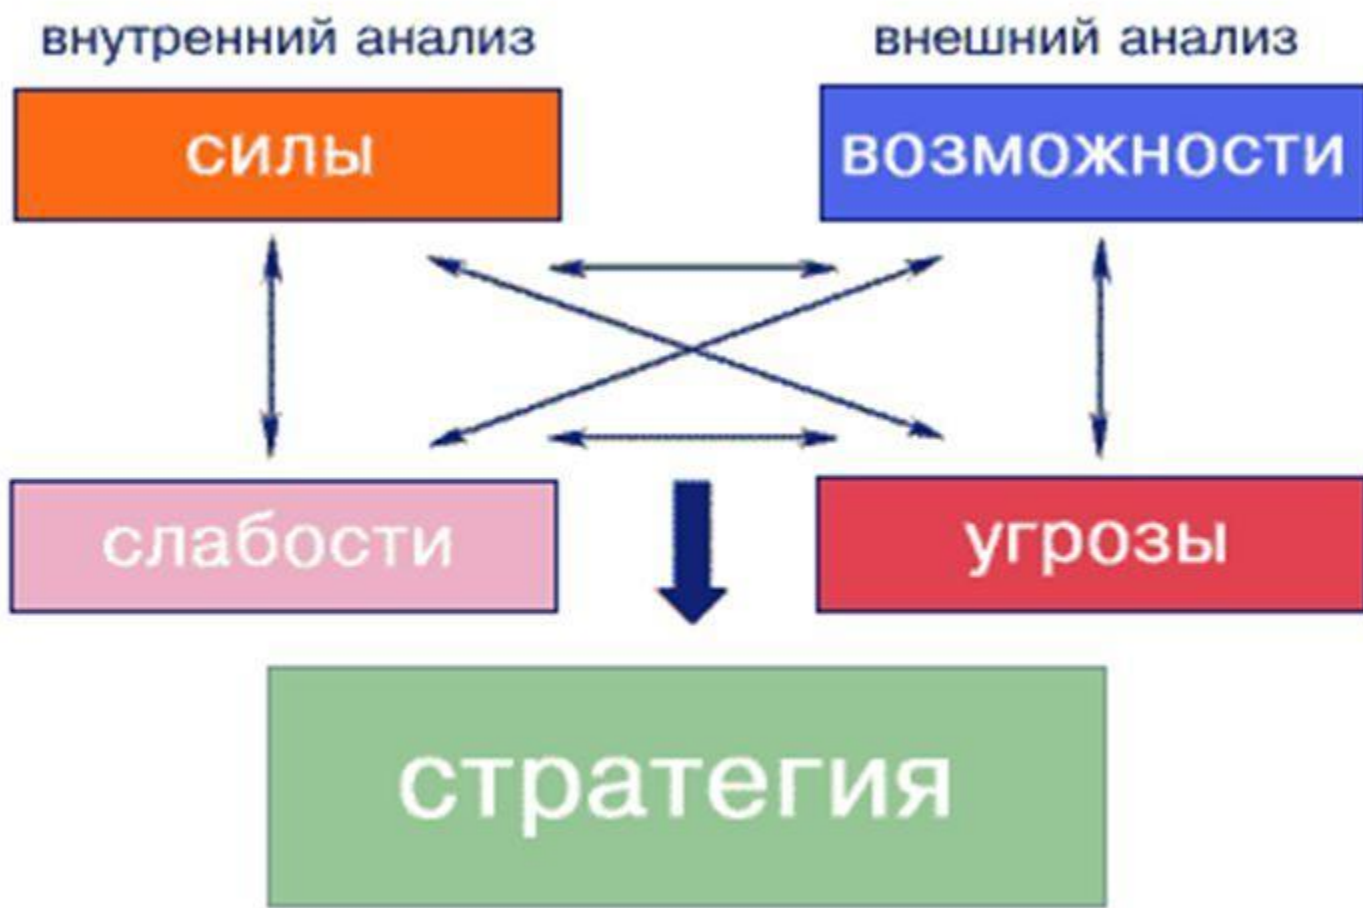 внутренний анализ
внешний анализ
силы
возможности
слабости
угрозы
стратегия